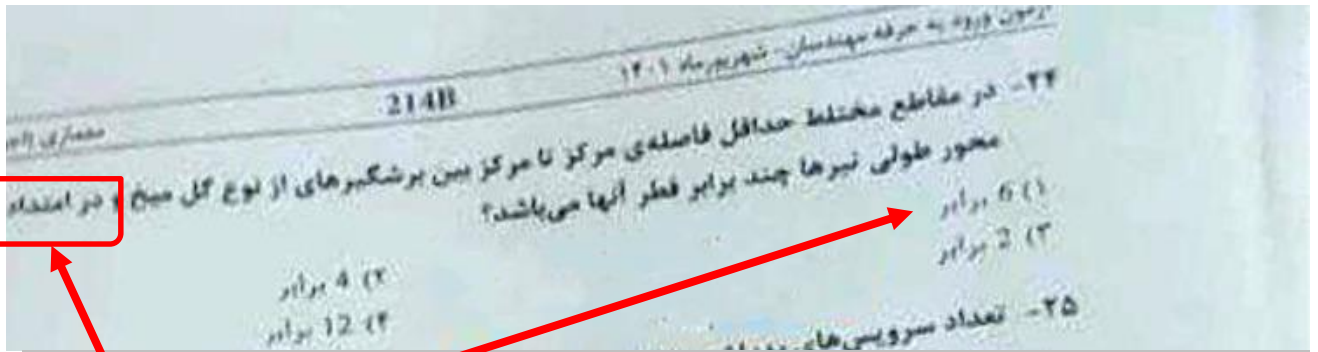 آزمون ورود به حرفه مهندسان- شهریورماه ۱۴۰۱ 214B معماری
۲۴- در مقاطع مختلط حداقل فاصله‌ی مرکز تا مرکز بین برشگیرهای از نوع گل میخ و در امتداد
محور طولی تیرها چند برابر قطر آنها می‌باشد؟
۱) 6 برابر
۲) 4 برابر
۳) 2 برابر
۴) 12 برابر
۲۵- تعداد سرویس‌های